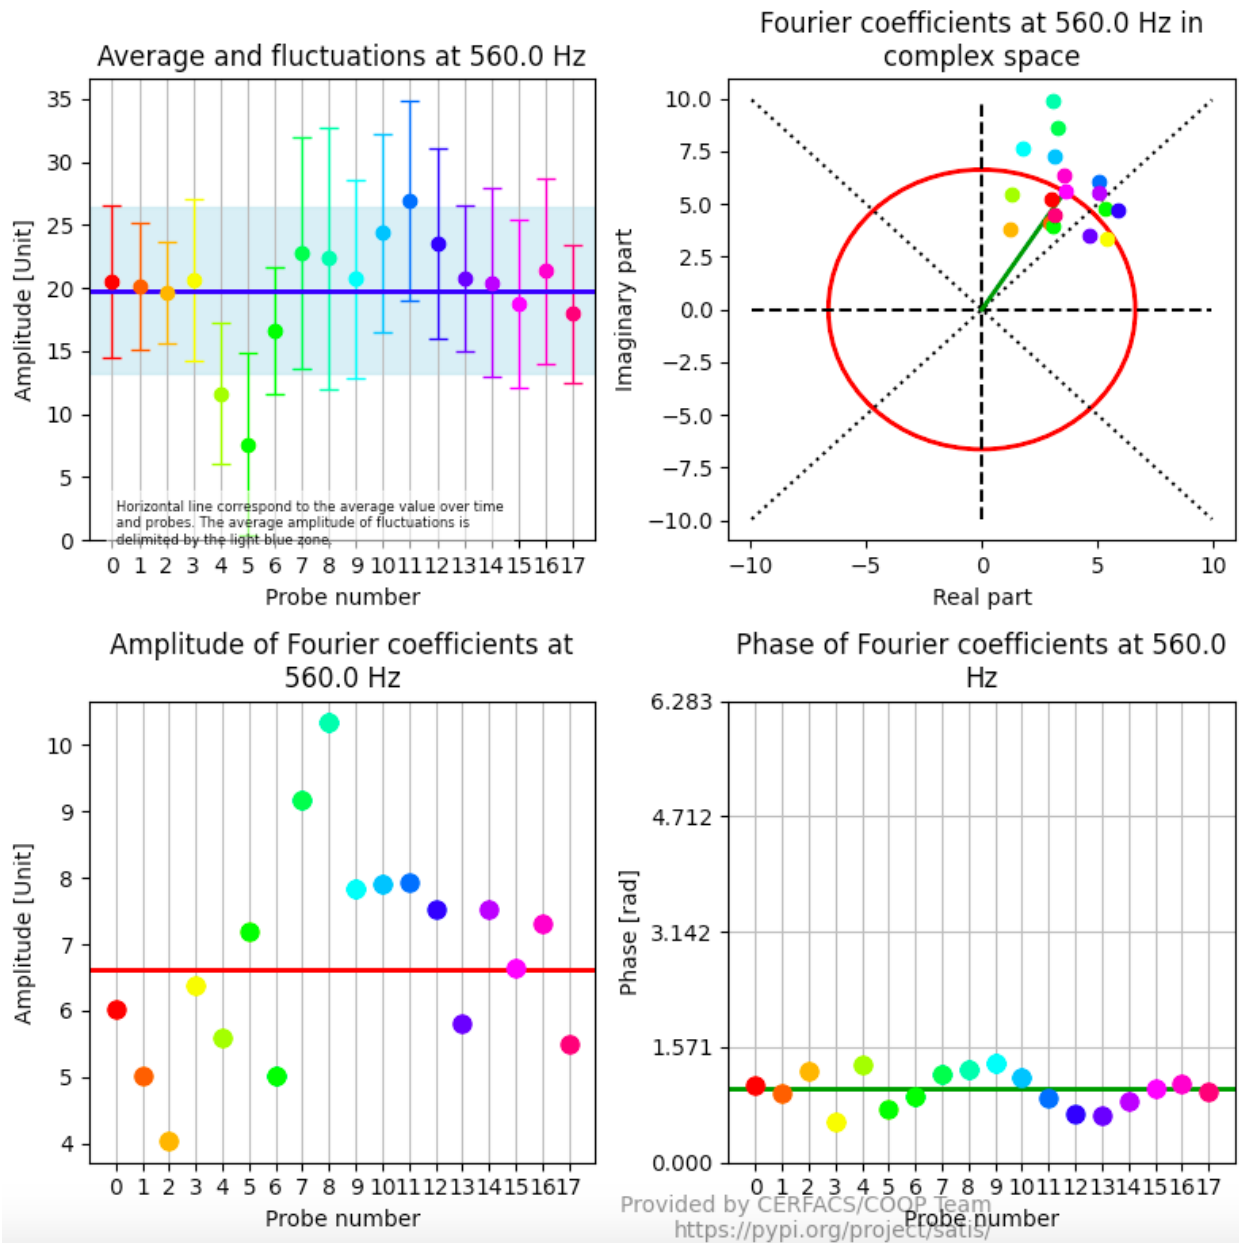 Average and fluctuations at 560.0 Hz
35
30
25
20
15
10
5
0
Amplitude [Unit]
Horizontal line correspond to the average value over time
and probes. The average amplitude of fluctuations is
delimited by the light blue zone.
0 1 2 3 4 5 6 7 8 9 10 11 12 13 14 15 16 17
Probe number
Fourier coefficients at 560.0 Hz in
complex space
10.0
7.5
5.0
2.5
0.0
−2.5
−5.0
−7.5
−10.0
Imaginary part
−10 −5 0 5 10
Real part
Amplitude of Fourier coefficients at
560.0 Hz
10
9
8
7
6
5
4
Amplitude [Unit]
0 1 2 3 4 5 6 7 8 9 10 11 12 13 14 15 16 17
Probe number
Phase of Fourier coefficients at 560.0
Hz
6.283
4.712
3.142
1.571
0.000
Phase [rad]
0 1 2 3 4 5 6 7 8 9 10 11 12 13 14 15 16 17
Probe number
Provided by CERFACS/COOP Team
https://pypi.org/project/satis/